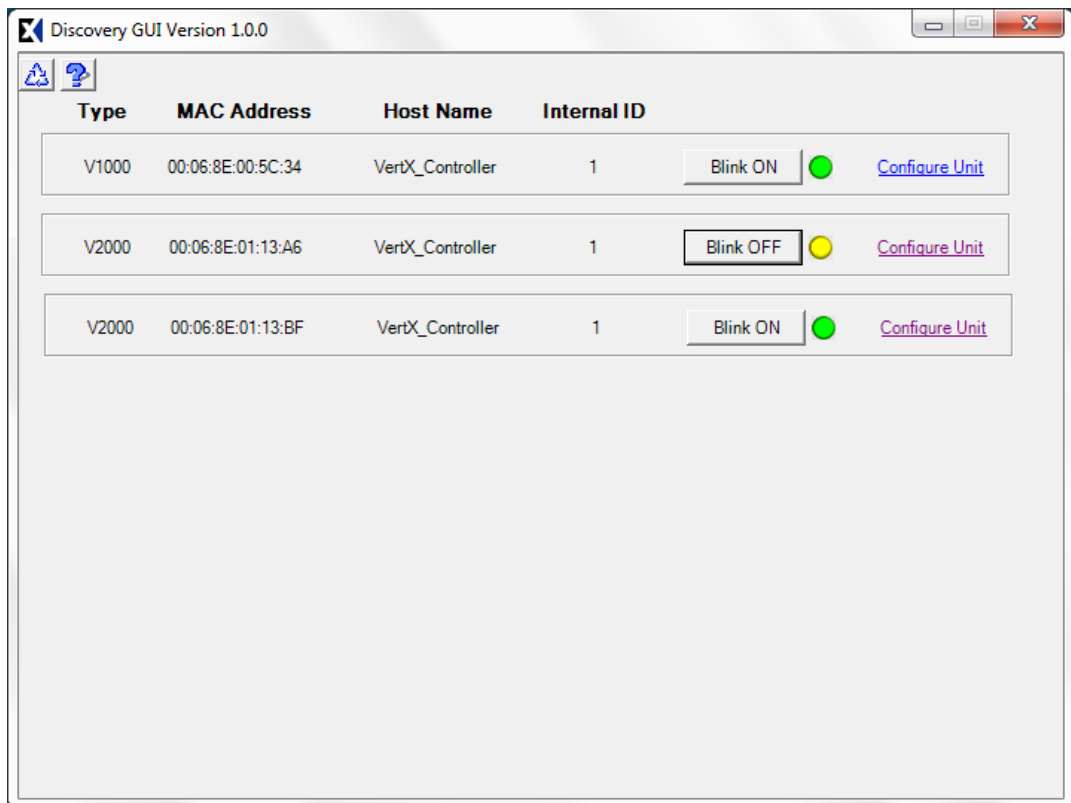 Discovery GUI Version 1.0.0
Type MAC Address Host Name Internal ID
V1000 00:06:8E:00:5C:34 VertX_Controller 1 Blink ON Configure Unit
V2000 00:06:8E:01:13:A6 VertX_Controller 1 Blink OFF Configure Unit
V2000 00:06:8E:01:13:BF VertX_Controller 1 Blink ON Configure Unit